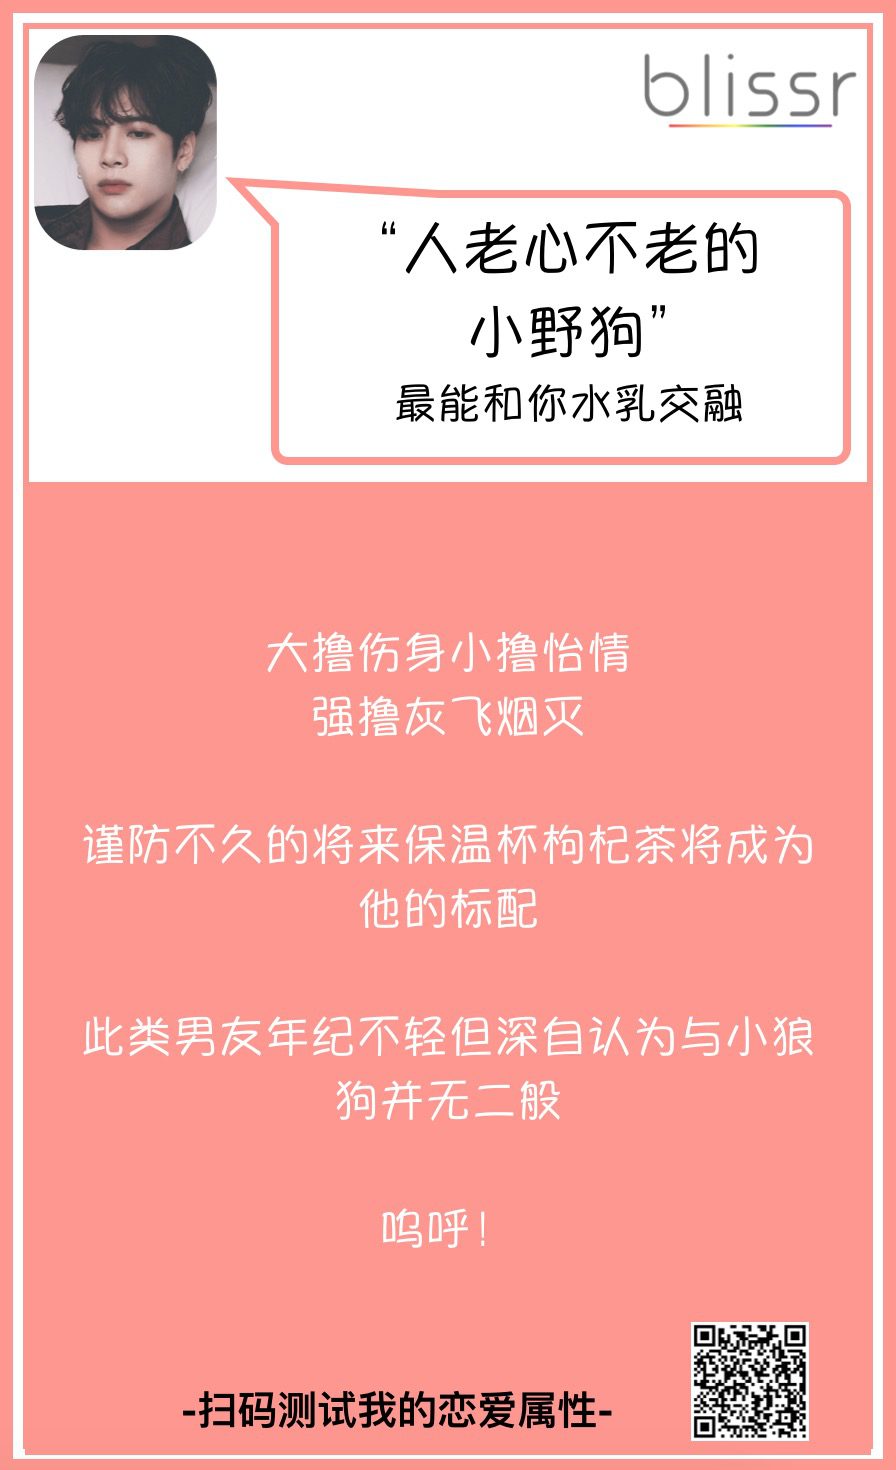 blissr
“人老心不老的
小野狗”
最能和你水乳交融
大撸伤身小撸怡情
强撸灰飞烟灭
谨防不久的将来保温杯枸杞茶将成为
他的标配
此类男友年纪不轻但深自认为与小狼
狗并无二般
呜呼!
-扫码测试我的恋爱属性-